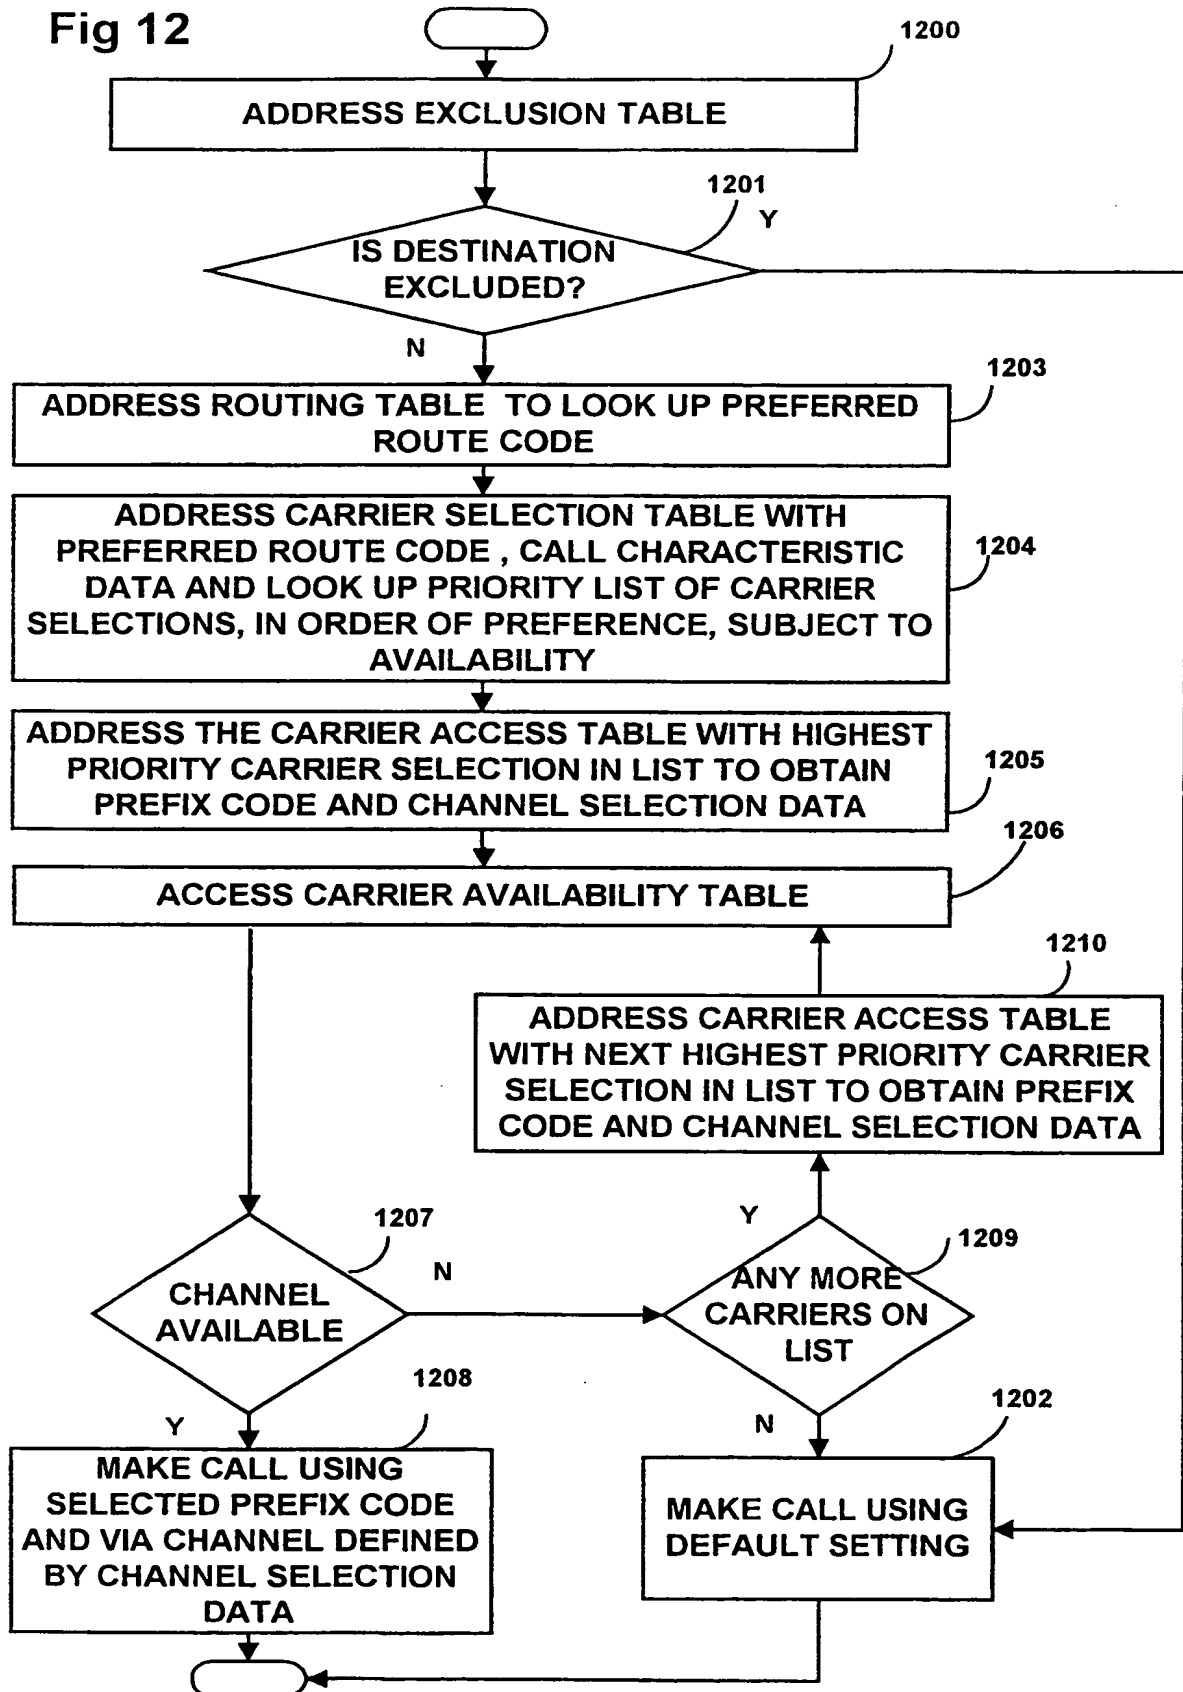 Fig 12
1200
ADDRESS EXCLUSION TABLE
1201
Y
IS DESTINATION
EXCLUDED?
N
1203
ADDRESS ROUTING TABLE TO LOOK UP PREFERRED
ROUTE CODE
ADDRESS CARRIER SELECTION TABLE WITH
PREFERRED ROUTE CODE , CALL CHARACTERISTIC
DATA AND LOOK UP PRIORITY LIST OF CARRIER
SELECTIONS, IN ORDER OF PREFERENCE, SUBJECT TO
AVAILABILITY
1204
ADDRESS THE CARRIER ACCESS TABLE WITH HIGHEST
PRIORITY CARRIER SELECTION IN LIST TO OBTAIN
PREFIX CODE AND CHANNEL SELECTION DATA
1205
1206
ACCESS CARRIER AVAILABILITY TABLE
1210
ADDRESS CARRIER ACCESS TABLE
WITH NEXT HIGHEST PRIORITY CARRIER
SELECTION IN LIST TO OBTAIN PREFIX
CODE AND CHANNEL SELECTION DATA
1207
N
Y
1209
CHANNEL
AVAILABLE
ANY MORE
CARRIERS ON
LIST
1208
Y
N
1202
MAKE CALL USING
SELECTED PREFIX CODE
AND VIA CHANNEL DEFINED
BY CHANNEL SELECTION
DATA
MAKE CALL USING
DEFAULT SETTING